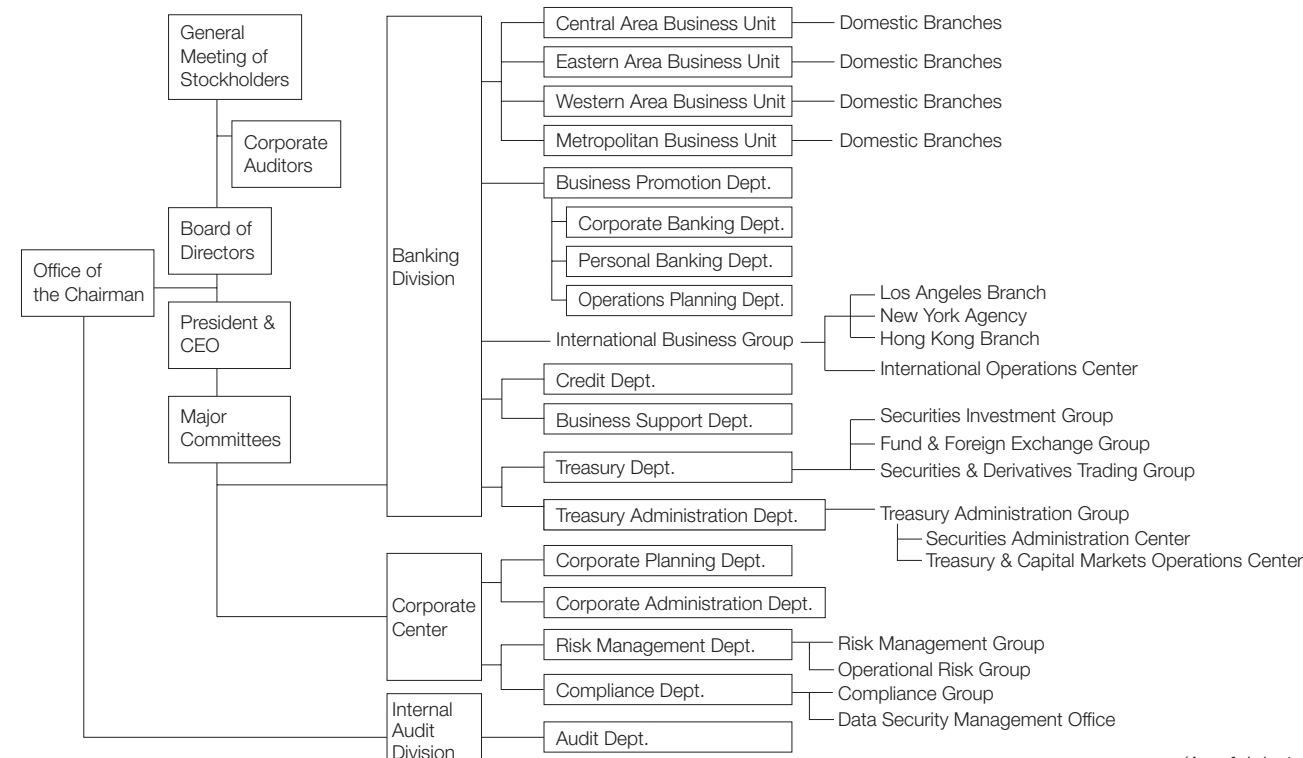 General
Meeting of
Stockholders
Corporate
Auditors
Board of
Directors
Office of
the Chairman
President &
CEO
Major
Committees
Banking
Division
Central Area Business Unit
Domestic Branches
Eastern Area Business Unit
Domestic Branches
Western Area Business Unit
Domestic Branches
Metropolitan Business Unit
Domestic Branches
Business Promotion Dept.
Corporate Banking Dept.
Personal Banking Dept.
Operations Planning Dept.
International Business Group
Los Angeles Branch
New York Agency
Hong Kong Branch
International Operations Center
Credit Dept.
Business Support Dept.
Treasury Dept.
Securities Investment Group
Fund & Foreign Exchange Group
Securities & Derivatives Trading Group
Treasury Administration Dept.
Treasury Administration Group
Securities Administration Center
Treasury & Capital Markets Operations Center
Corporate
Center
Corporate Planning Dept.
Corporate Administration Dept.
Risk Management Dept.
Risk Management Group
Operational Risk Group
Compliance Dept.
Compliance Group
Data Security Management Office
Internal
Audit
Division
Audit Dept.